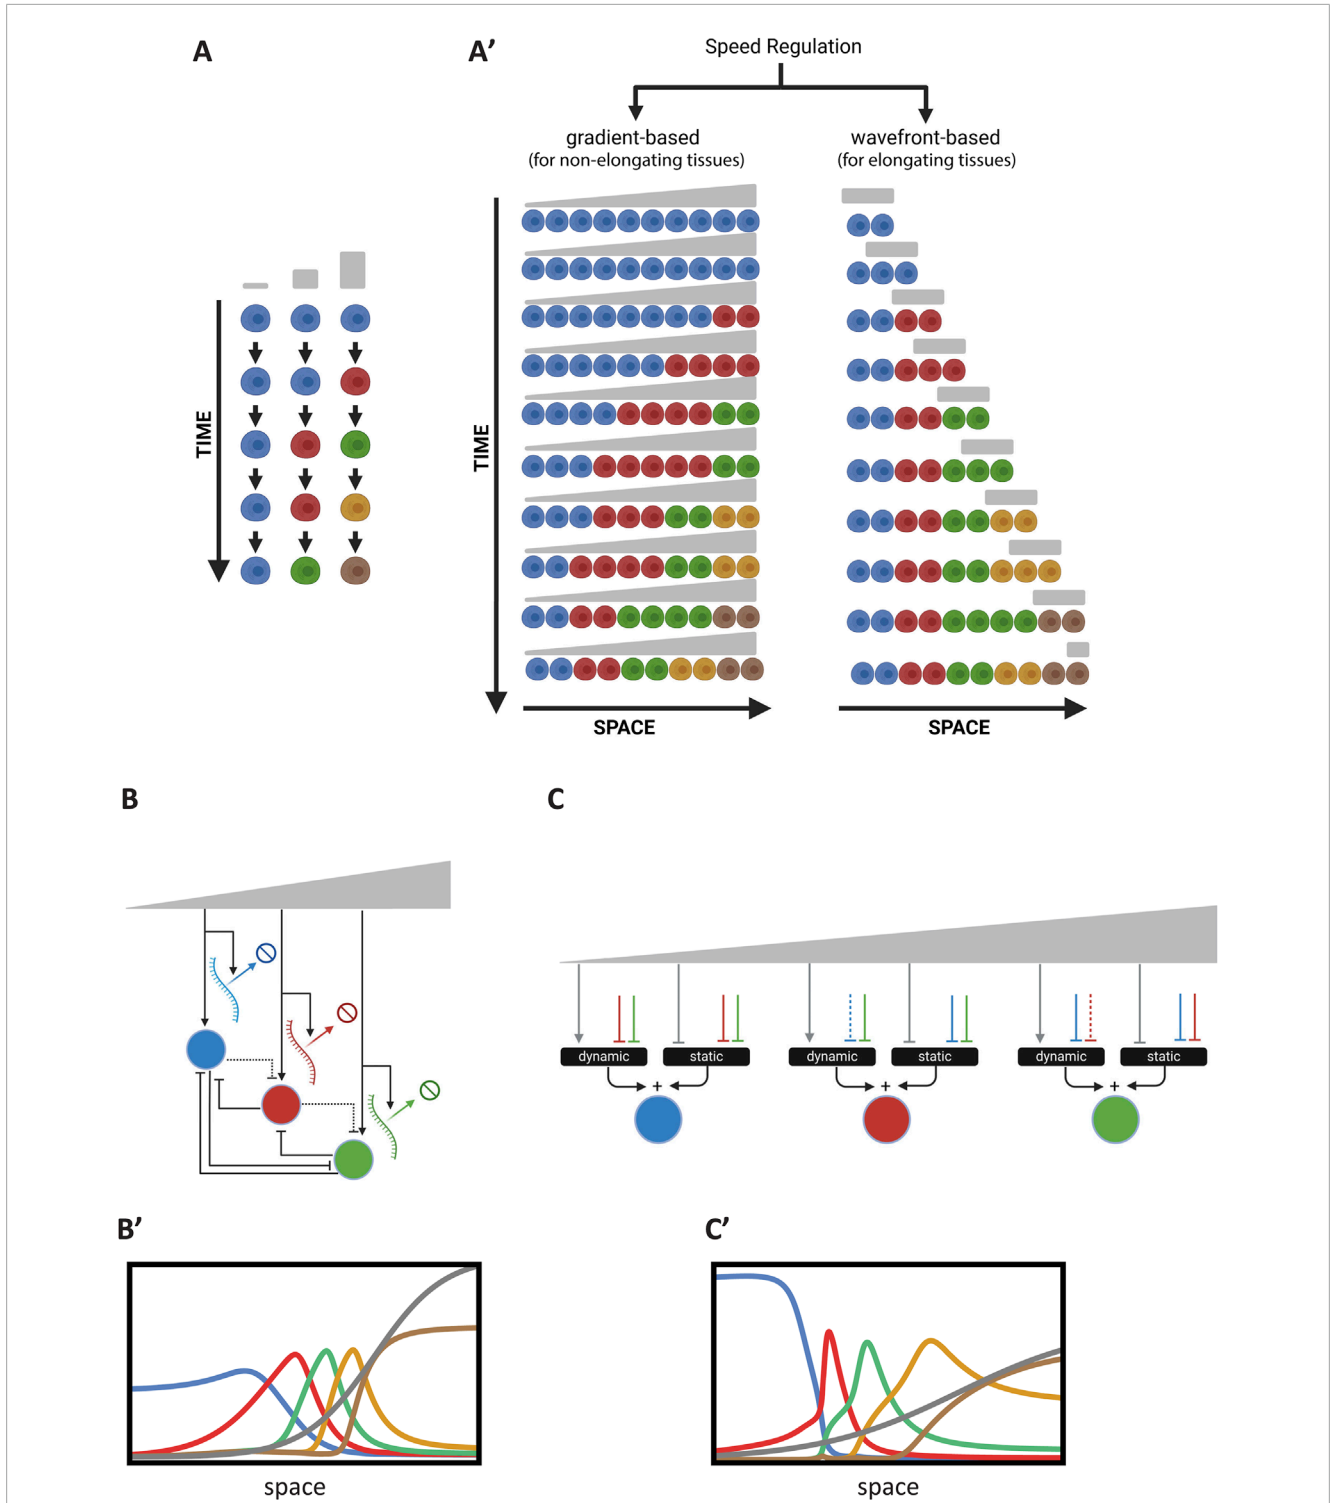 A
A′
Speed Regulation
gradient-based
(for non-elongating tissues)
wavefront-based
(for elongating tissues)
TIME
TIME
SPACE
SPACE
B
C
dynamic
static
dynamic
static
dynamic
static
+
+
+
B′
C′
space
space